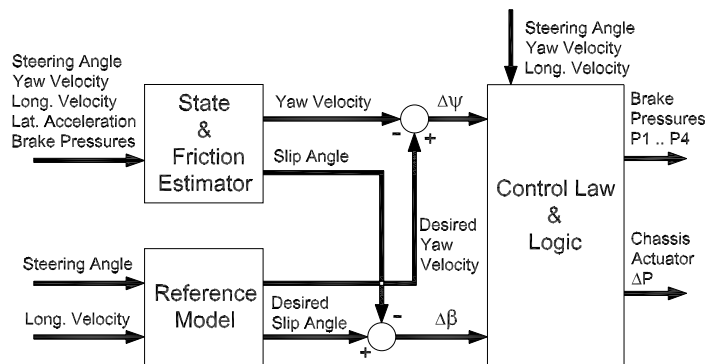 Steering Angle
Yaw Velocity
Long. Velocity
Steering Angle
Yaw Velocity
Long. Velocity
Lat. Acceleration
Brake Pressures
State
&
Friction
Estimator
Yaw Velocity
Slip Angle
-
+
Δψ
Brake
Pressures
P1 .. P4
Control Law
&
Logic
Desired
Yaw
Velocity
Chassis
Actuator
ΔP
Steering Angle
Long. Velocity
Reference
Model
Desired
Slip Angle
-
+
Δβ